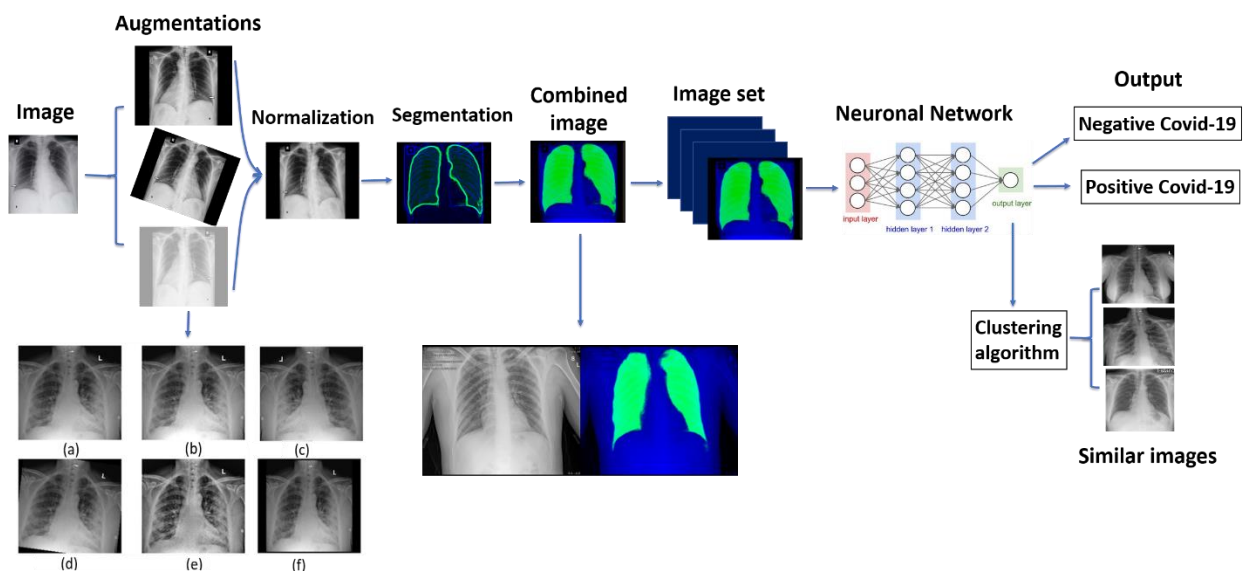 Augmentations
Image
Normalization
Segmentation
Combined
image
Image set
Neuronal Network
input layer
hidden layer 1
hidden layer 2
output layer
Output
Negative Covid-19
Positive Covid-19
Clustering
algorithm
Similar images
L
L
L
(a)
(b)
(c)
L
L
L
(d)
(e)
(f)